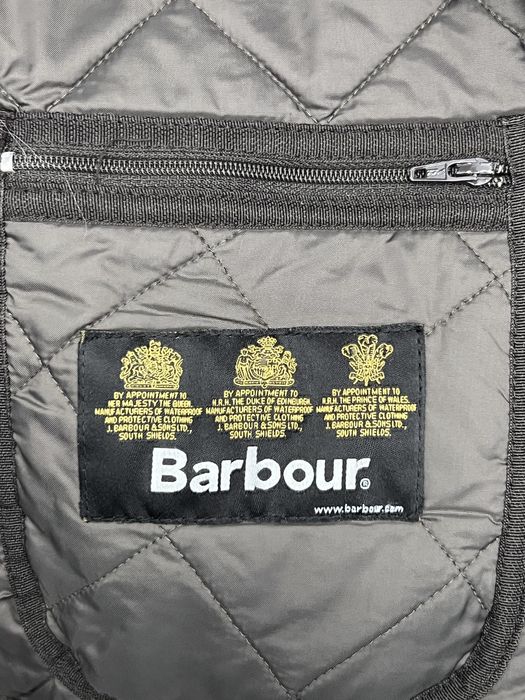 BY APPOINTMENT TO
HER MAJESTY THE QUEEN
MANUFACTURERS OF WATERPROOF
AND PROTECTIVE CLOTHING
J. BARBOUR & SONS LTD.,
SOUTH SHIELDS.
BY APPOINTMENT TO
H.R.H. THE DUKE OF EDINBURGH
MANUFACTURERS OF WATERPROOF
AND PROTECTIVE CLOTHING
J. BARBOUR & SONS LTD.,
SOUTH SHIELDS.
BY APPOINTMENT TO
H.R.H. THE PRINCE OF WALES.
MANUFACTURERS OF WATERPROOF
AND PROTECTIVE CLOTHING
J. BARBOUR & SONS LTD.,
SOUTH SHIELDS.
Barbour®
www.barbour.com